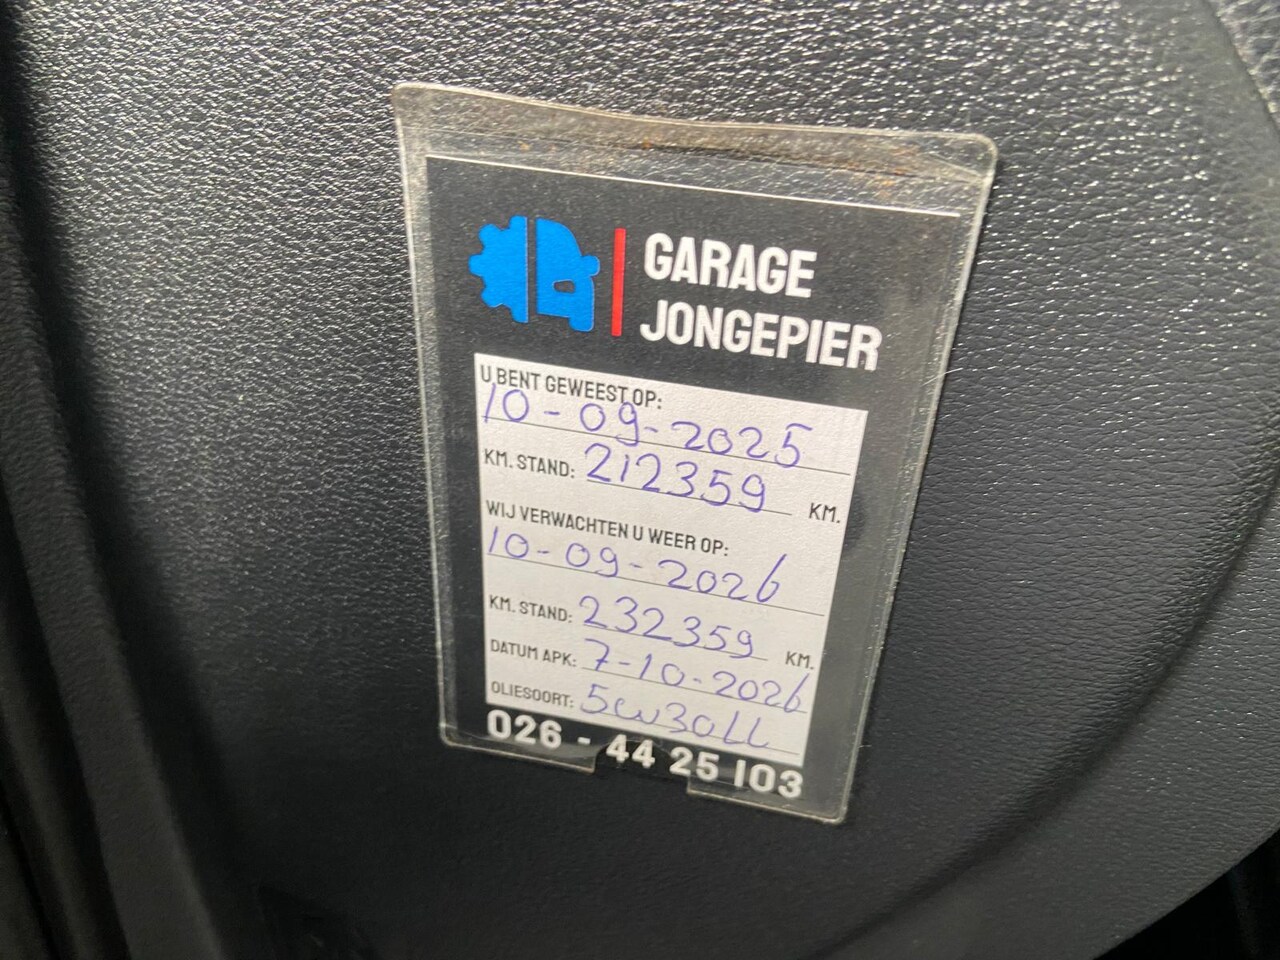 GARAGE
JONGEPIER
U BENT GEWEEST OP:
10-09-2025
KM. STAND: 212359 KM.
WIJ VERWACHTEN U WEER OP:
10-09-2026
KM. STAND: 232359 KM.
DATUM APK: 7-10-2026
OLIESOORT: 5w30LL
026 - 44 25 103